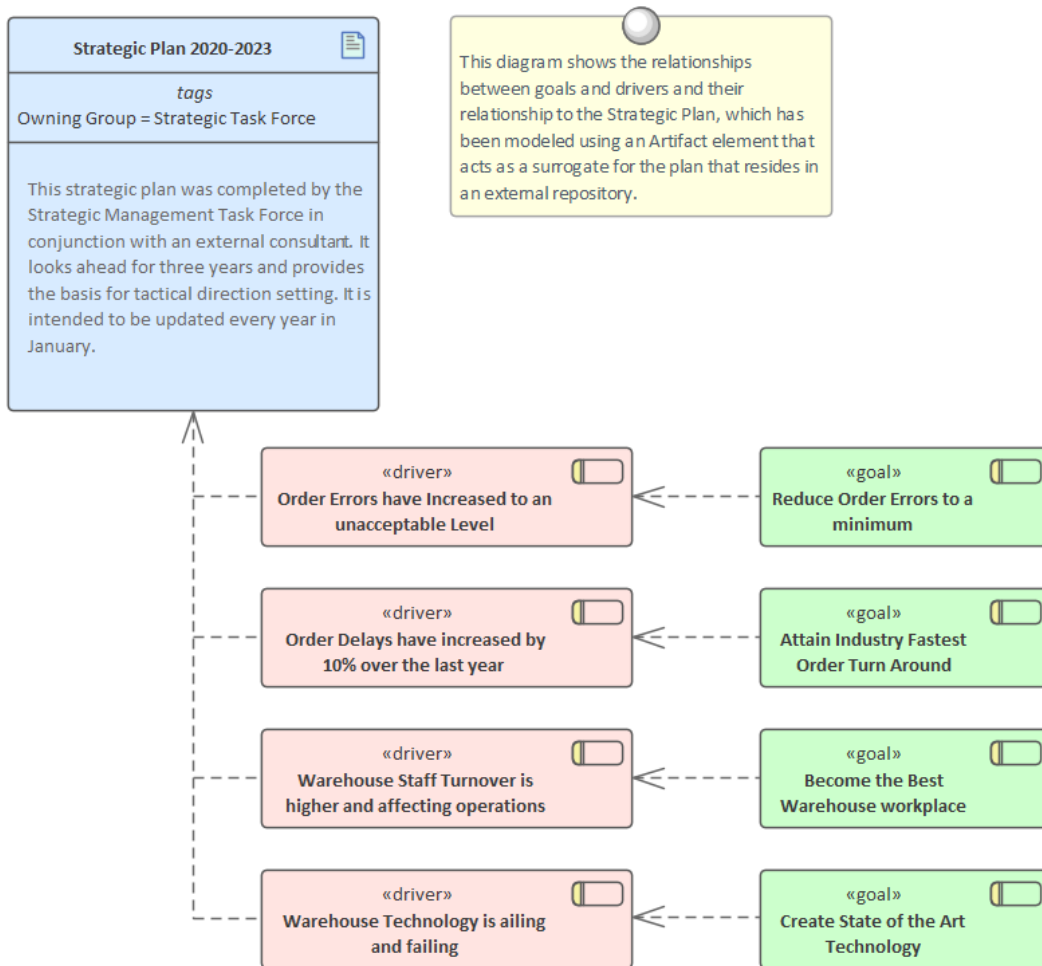 Strategic Plan 2020-2023
tags
Owning Group = Strategic Task Force
This strategic plan was completed by the
Strategic Management Task Force in
conjunction with an external consultant. It
looks ahead for three years and provides
the basis for tactical direction setting. It is
intended to be updated every year in
January.
This diagram shows the relationships
between goals and drivers and their
relationship to the Strategic Plan, which has
been modeled using an Artifact element that
acts as a surrogate for the plan that resides in
an external repository.
«driver»
Order Errors have Increased to an
unacceptable Level
«goal»
Reduce Order Errors to a
minimum
«driver»
Order Delays have increased by
10% over the last year
«goal»
Attain Industry Fastest
Order Turn Around
«driver»
Warehouse Staff Turnover is
higher and affecting operations
«goal»
Become the Best
Warehouse workplace
«driver»
Warehouse Technology is ailing
and failing
«goal»
Create State of the Art
Technology